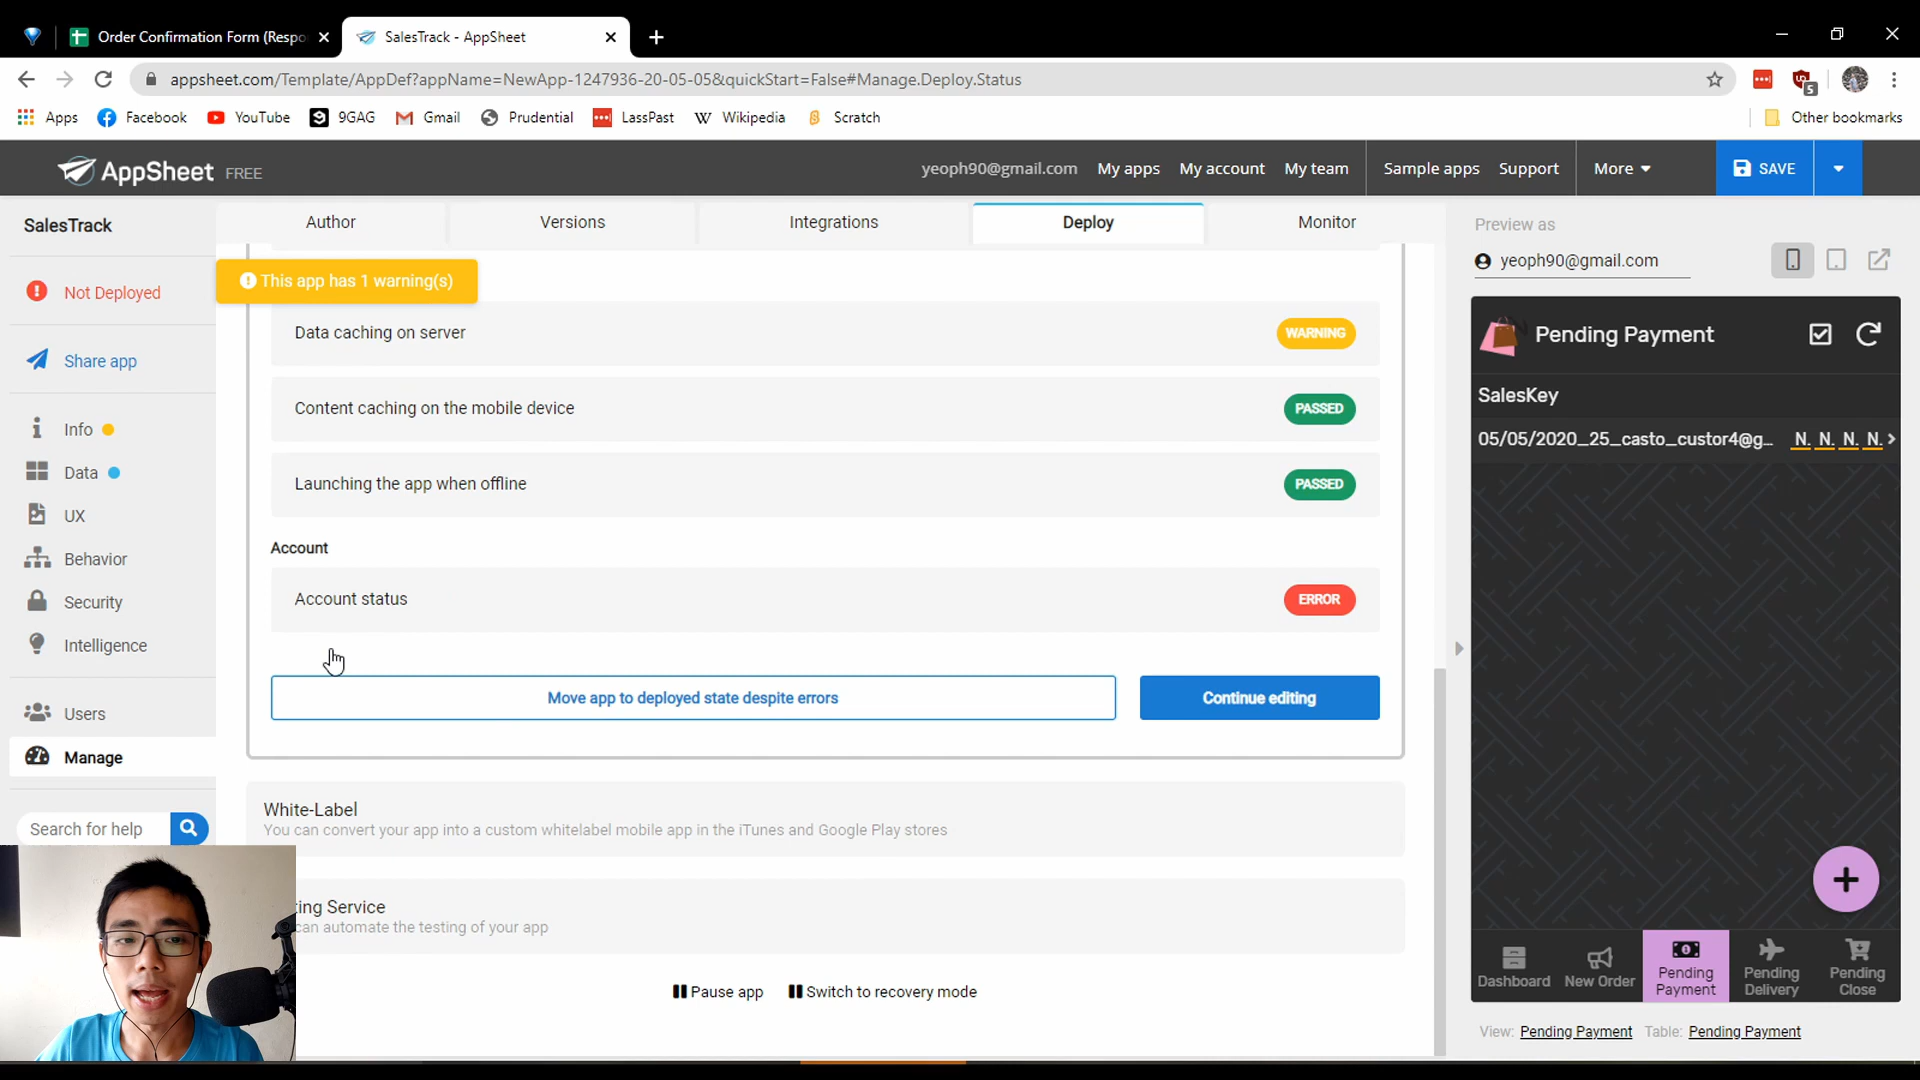 Order Confirmation Form (Respo
SalesTrack - AppSheet
appsheet.com/Template/AppDef?appName=NewApp-1247936-20-05-05&quickStart=False#Manage.Deploy.Status
5
Apps
Facebook
YouTube
9GAG
Gmail
Prudential
LassPast
Wikipedia
Scratch
Other bookmarks
AppSheet FREE
yeoph90@gmail.com
My apps
My account
My team
Sample apps
Support
More
SAVE
SalesTrack
Author
Versions
Integrations
Deploy
Monitor
Preview as
yeoph90@gmail.com
Not Deployed
This app has 1 warning(s)
Share app
Info
Data
UX
Behavior
Security
Intelligence
Users
Manage
Search for help
Data caching on server
WARNING
Content caching on the mobile device
PASSED
Launching the app when offline
PASSED
Account
Account status
ERROR
Move app to deployed state despite errors
Continue editing
White-Label
You can convert your app into a custom whitelabel mobile app in the iTunes and Google Play stores
ing Service
can automate the testing of your app
Pause app
Switch to recovery mode
Pending Payment
SalesKey
05/05/2020_25_casto_custor4@g... N. N. N. N.
Dashboard
New Order
Pending
Payment
Pending
Delivery
Pending
Close
View: Pending Payment Table: Pending Payment